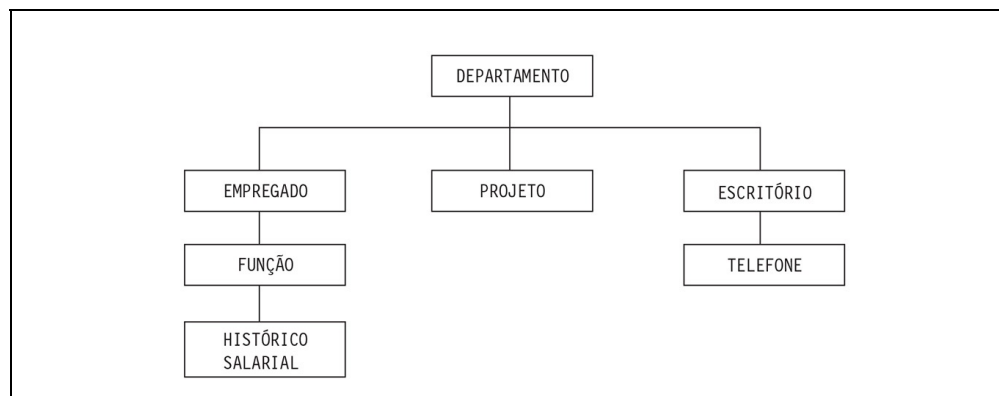 DEPARTAMENTO
EMPREGADO
PROJETO
ESCRITÓRIO
FUNÇÃO
TELEFONE
HISTÓRICO
SALARIAL